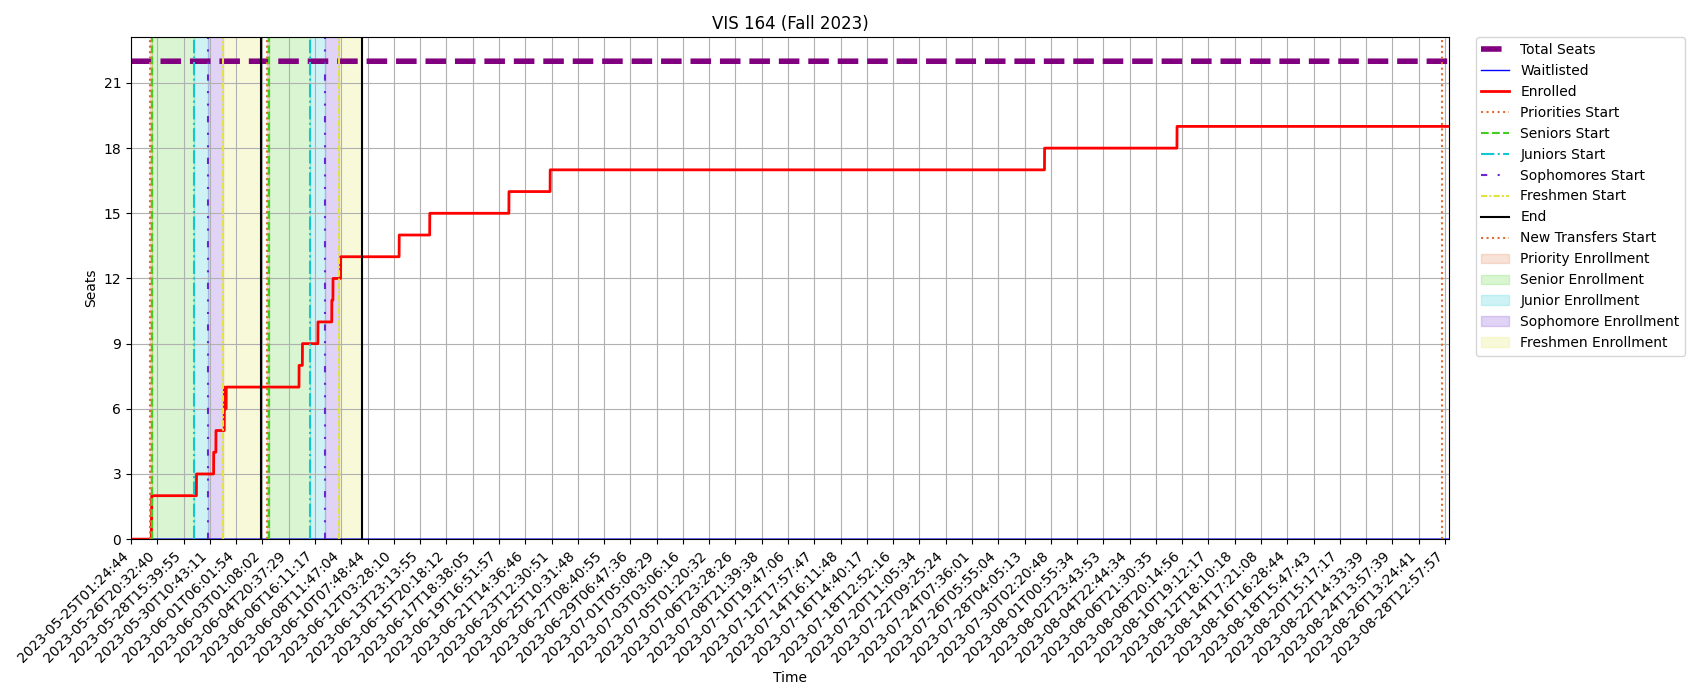 VIS 164 (Fall 2023)
Total Seats
Waitlisted
Enrolled
Priorities Start
Seniors Start
Juniors Start
Sophomores Start
Freshmen Start
End
New Transfers Start
Priority Enrollment
Senior Enrollment
Junior Enrollment
Sophomore Enrollment
Freshmen Enrollment
Seats
21
18
15
12
9
6
3
0
2023-05-25T01:24:44
2023-05-26T20:32:40
2023-05-28T15:39:55
2023-05-30T10:43:11
2023-06-01T06:01:54
2023-06-03T01:08:02
2023-06-04T20:37:29
2023-06-06T16:11:17
2023-06-08T11:47:04
2023-06-10T07:48:44
2023-06-12T03:28:10
2023-06-13T23:13:55
2023-06-15T20:18:12
2023-06-17T18:38:05
2023-06-19T16:51:57
2023-06-21T14:36:46
2023-06-23T12:30:51
2023-06-25T10:31:48
2023-06-27T08:40:55
2023-06-29T06:47:36
2023-07-01T05:08:29
2023-07-03T03:06:16
2023-07-05T01:20:32
2023-07-06T23:28:26
2023-07-08T21:39:38
2023-07-10T19:47:06
2023-07-12T17:57:47
2023-07-14T16:11:48
2023-07-16T14:40:17
2023-07-18T12:52:16
2023-07-20T11:05:34
2023-07-22T09:25:24
2023-07-24T07:36:01
2023-07-26T05:55:04
2023-07-28T04:05:13
2023-07-30T02:20:48
2023-08-01T00:55:34
2023-08-02T23:43:53
2023-08-04T22:44:34
2023-08-06T21:30:35
2023-08-08T20:14:56
2023-08-10T19:12:17
2023-08-12T18:10:18
2023-08-14T17:21:08
2023-08-16T16:28:44
2023-08-18T15:47:43
2023-08-20T15:17:17
2023-08-22T14:33:39
2023-08-24T13:57:39
2023-08-26T13:24:41
2023-08-28T12:57:57
Time